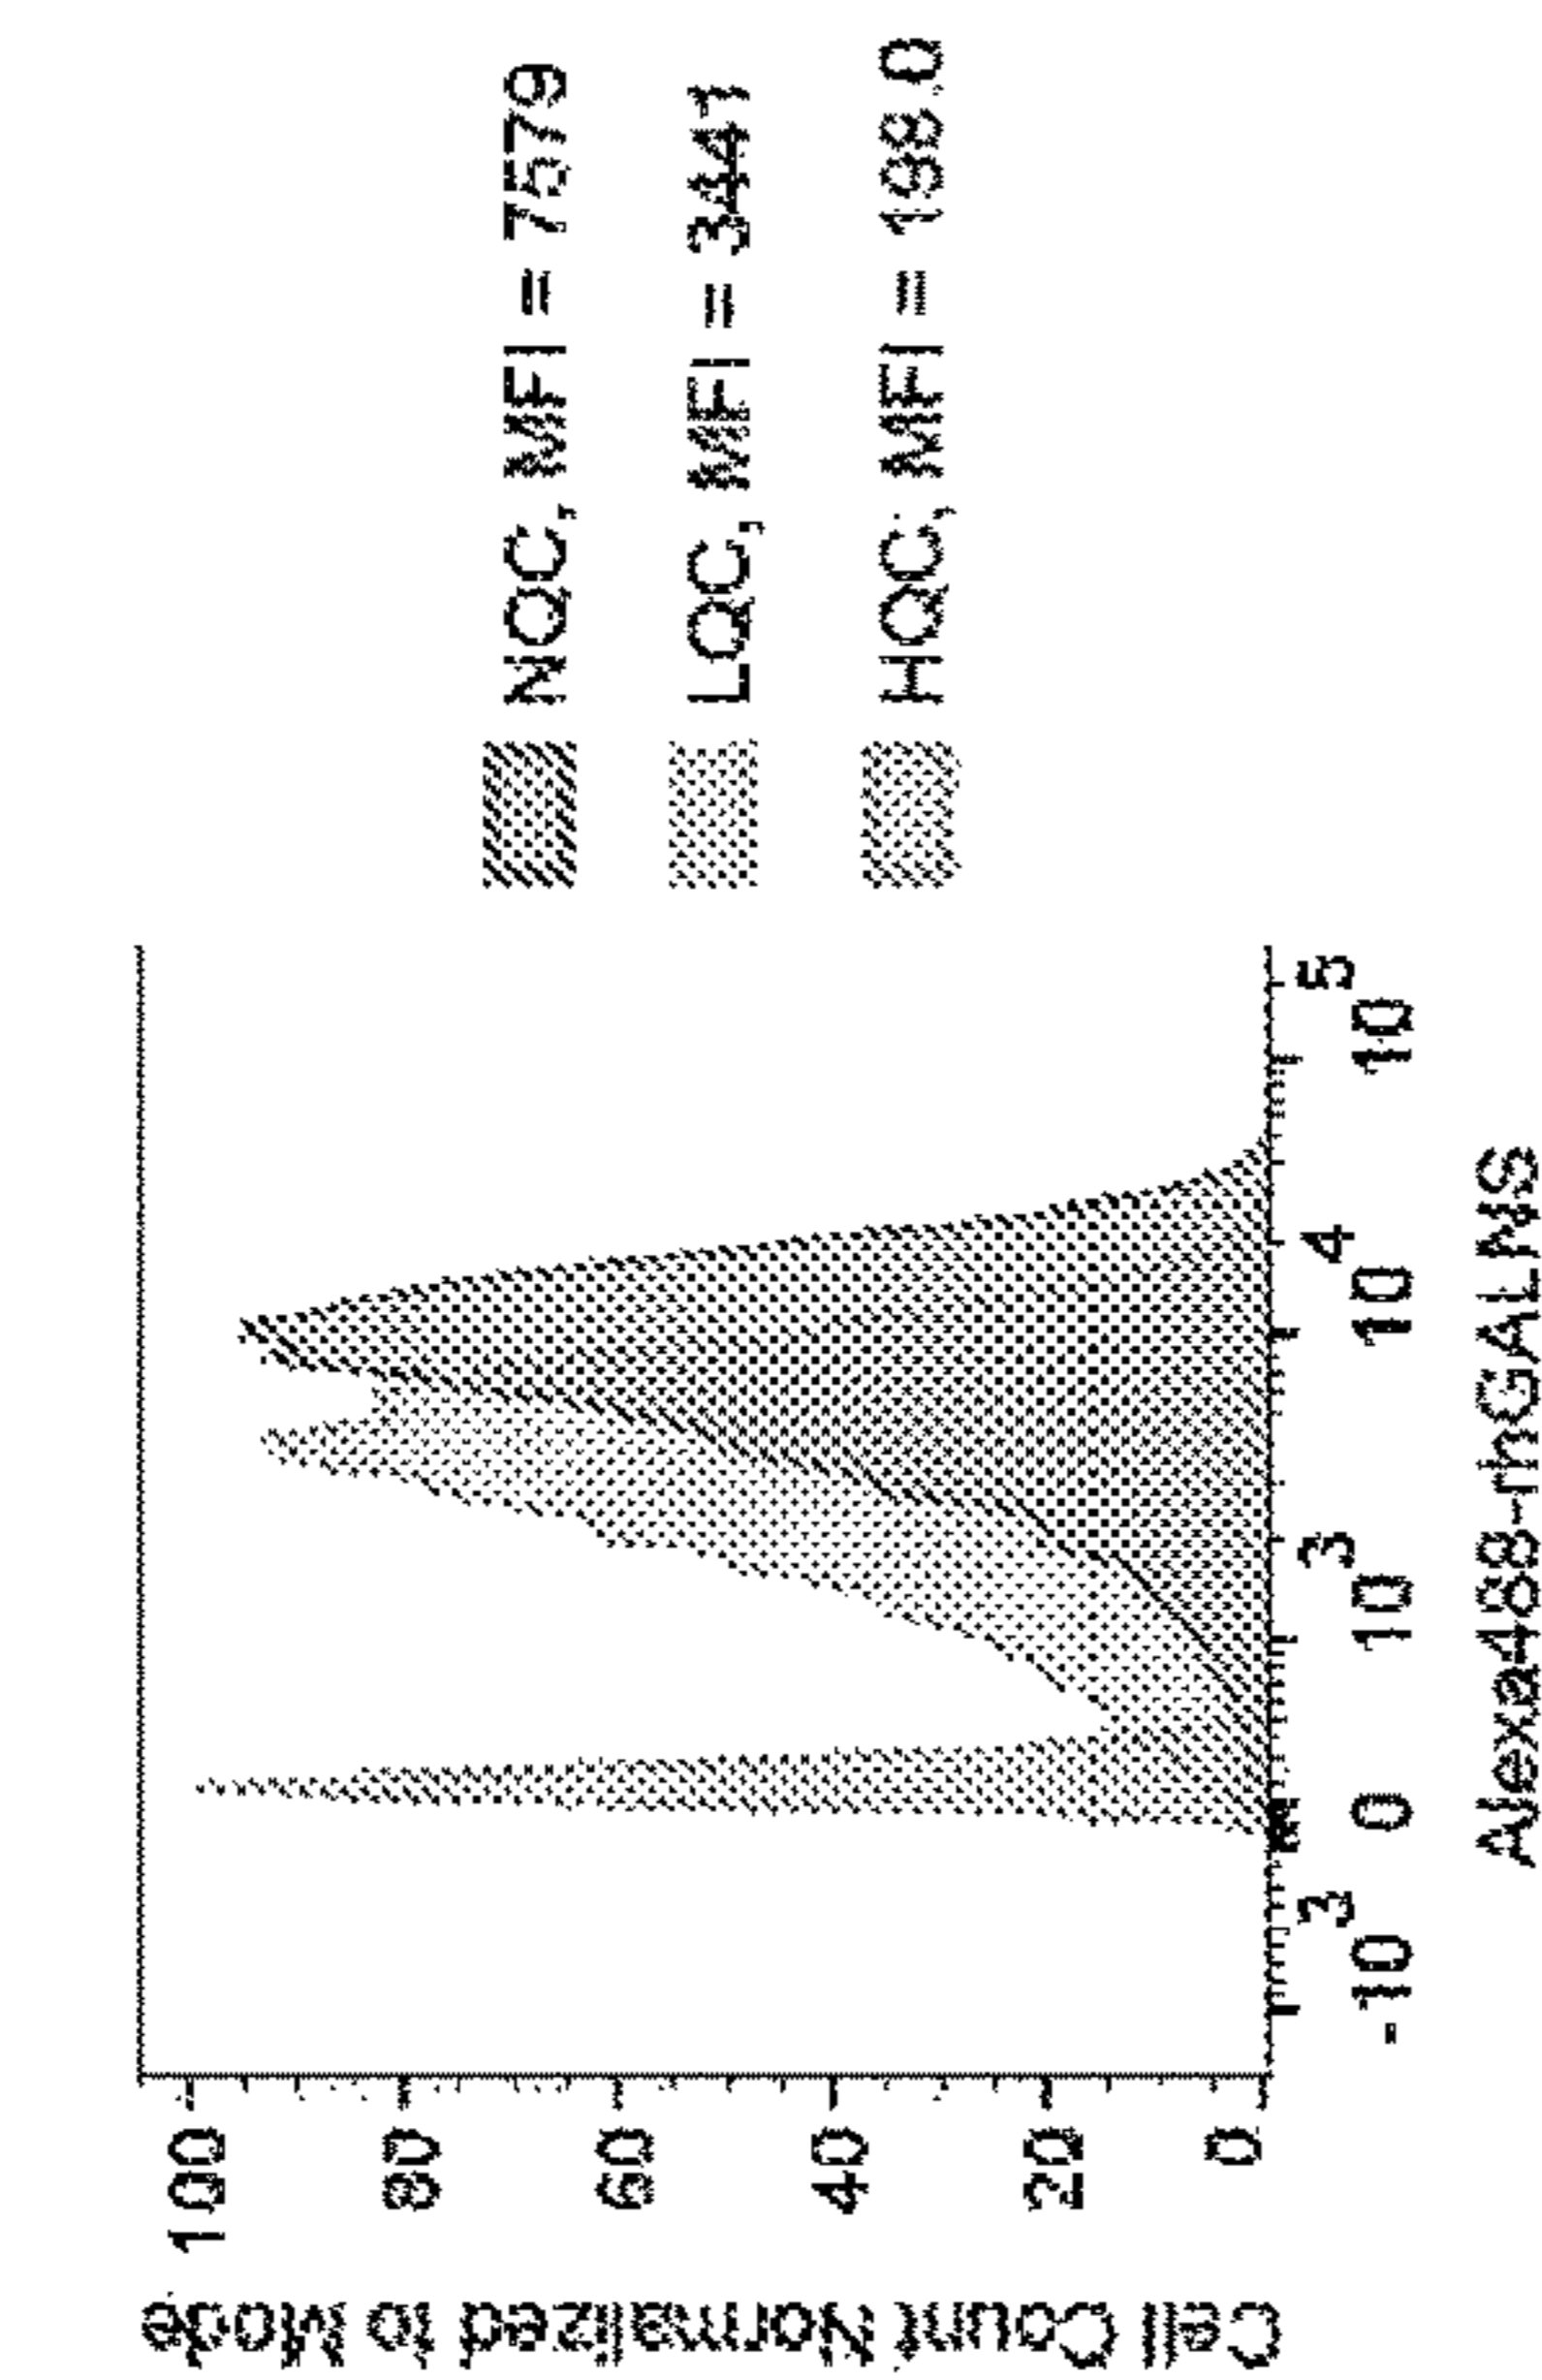 Cell Count Normalized to Mode
100
80
60
40
20
0
-10^3
0
10^3
10^4
10^5
Alexa488-rhGALNS
NQC, MFI = 7579
LQC, MFI = 3441
HQC, MFI = 198.0